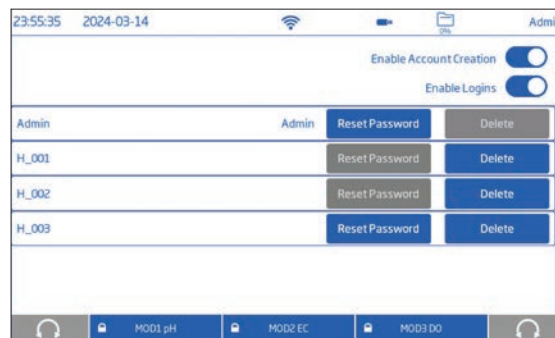 23:55:35 2024-03-14 0% Admi
Enable Account Creation
Enable Logins
Admin Admin Reset Password Delete
H_001 Reset Password Delete
H_002 Reset Password Delete
H_003 Reset Password Delete
MOD1 pH MOD2 EC MOD3 DO